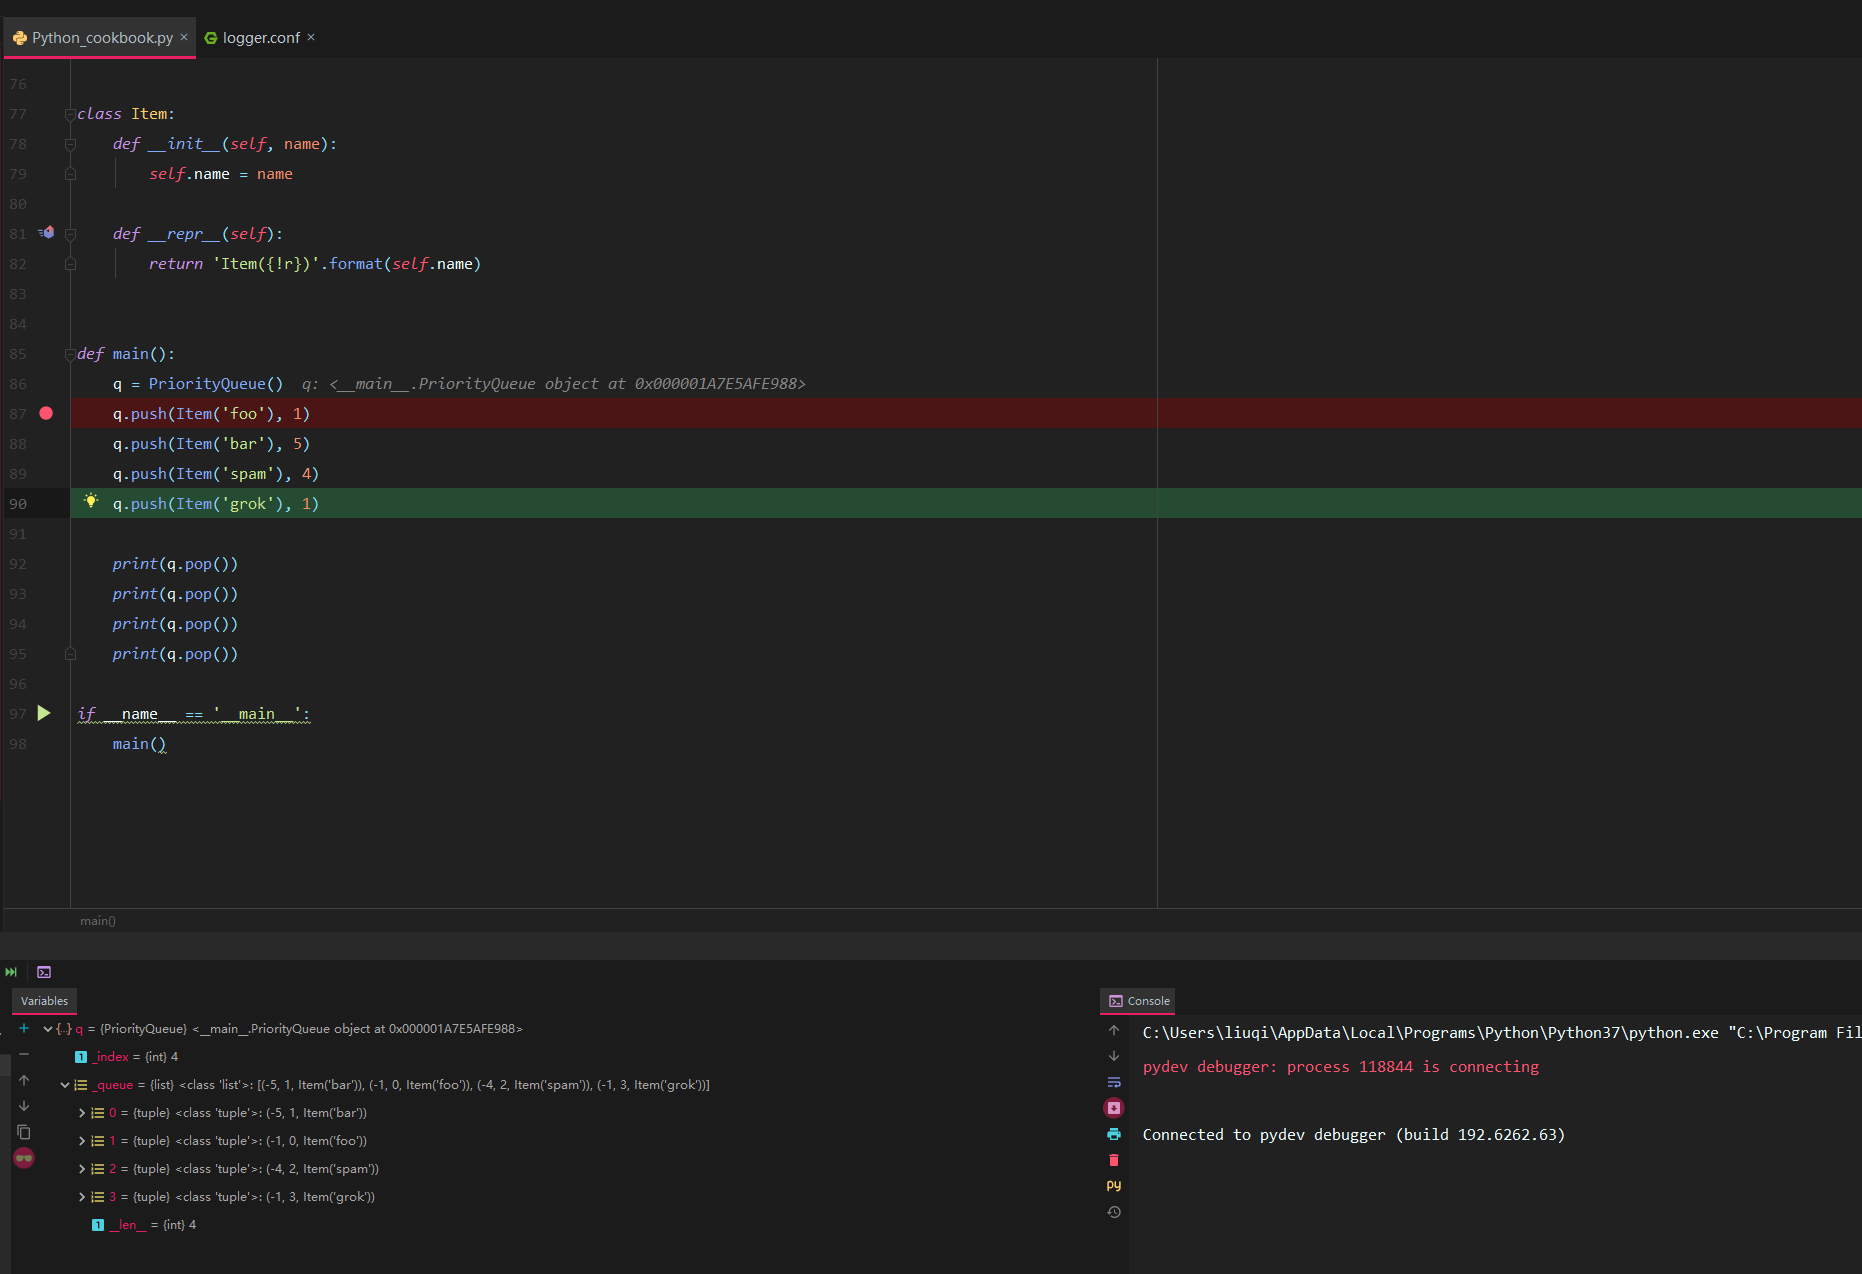 Python_cookbook.py × logger.conf ×
76
77 class Item:
78 def __init__(self, name):
79 self.name = name
80
81 def __repr__(self):
82 return 'Item({!r})'.format(self.name)
83
84
85 def main():
86 q = PriorityQueue() q: <__main__.PriorityQueue object at 0x000001A7E5AFE988>
87 q.push(Item('foo'), 1)
88 q.push(Item('bar'), 5)
89 q.push(Item('spam'), 4)
90 q.push(Item('grok'), 1)
91
92 print(q.pop())
93 print(q.pop())
94 print(q.pop())
95 print(q.pop())
96
97 if __name__ == '__main__':
98 main()
main()
Variables
q = {PriorityQueue} <__main__.PriorityQueue object at 0x000001A7E5AFE988>
_index = {int} 4
_queue = {list} <class 'list'>: [(-5, 1, Item('bar')), (-1, 0, Item('foo')), (-4, 2, Item('spam')), (-1, 3, Item('grok'))]
0 = {tuple} <class 'tuple'>: (-5, 1, Item('bar'))
1 = {tuple} <class 'tuple'>: (-1, 0, Item('foo'))
2 = {tuple} <class 'tuple'>: (-4, 2, Item('spam'))
3 = {tuple} <class 'tuple'>: (-1, 3, Item('grok'))
__len__ = {int} 4
Console
C:\Users\liuqi\AppData\Local\Programs\Python\Python37\python.exe "C:\Program Fil
pydev debugger: process 118844 is connecting
Connected to pydev debugger (build 192.6262.63)
py